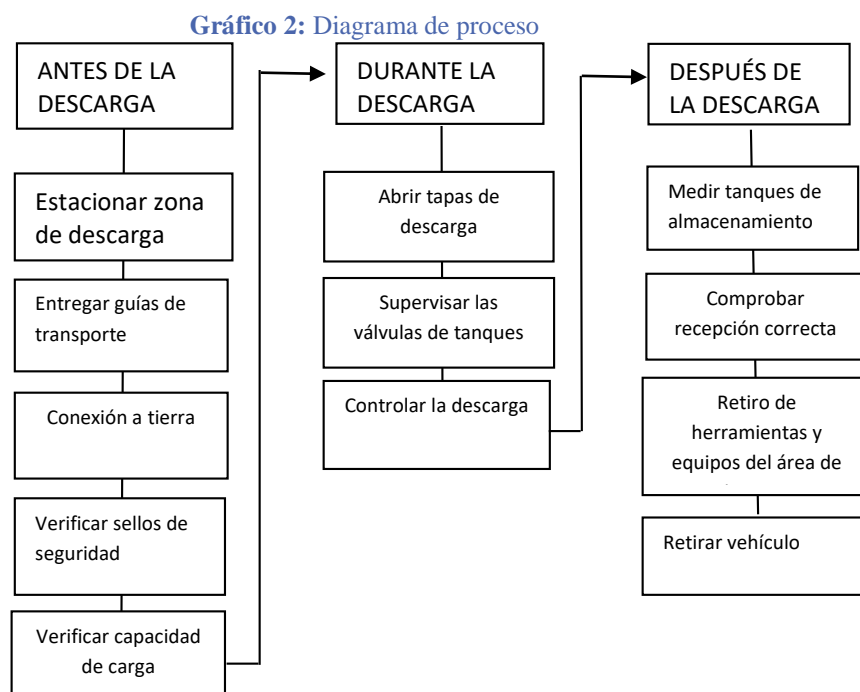 Gráfico 2: Diagrama de proceso
ANTES DE LA
DESCARGA
Estacionar zona
de descarga
Entregar guías de
transporte
Conexión a tierra
Verificar sellos de
seguridad
Verificar capacidad
de carga
DURANTE LA
DESCARGA
Abrir tapas de
descarga
Supervisar las
válvulas de tanques
Controlar la descarga
DESPUÉS DE
LA DESCARGA
Medir tanques de
almacenamiento
Comprobar
recepción correcta
Retiro de
herramientas y
equipos del área de
Retirar vehículo